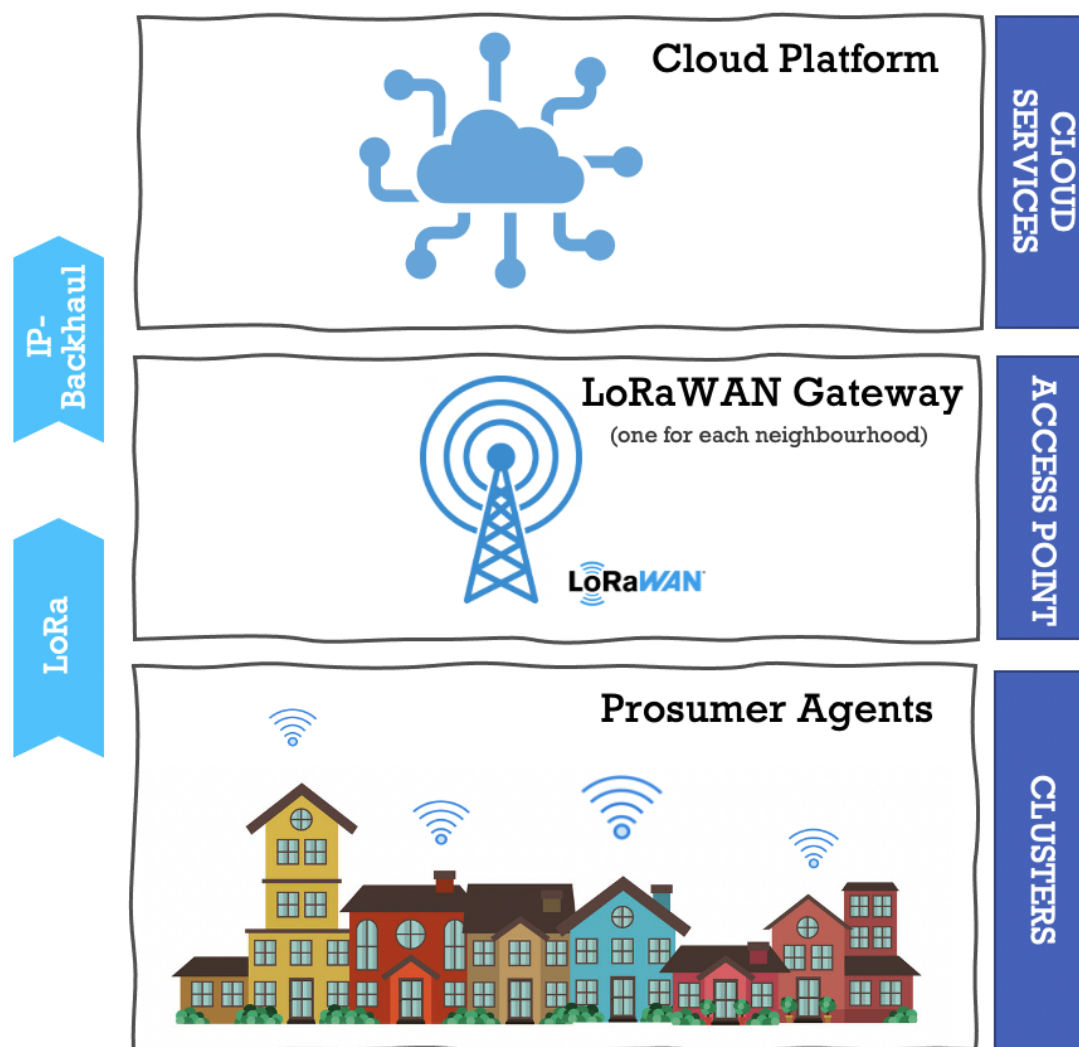 Cloud Platform
CLOUD
SERVICES
IP-
Backhaul
LoRaWAN Gateway
(one for each neighbourhood)
LoRaWAN
ACCESS POINT
LoRa
Prosumer Agents
CLUSTERS